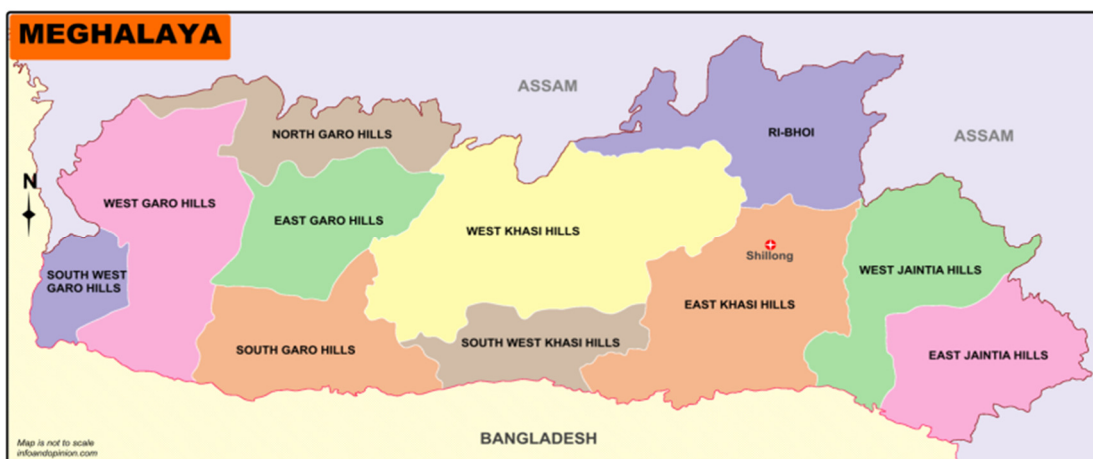 MEGHALAYA
ASSAM
NORTH GARO HILLS
RI-BHOI
ASSAM
N
WEST GARO HILLS
EAST GARO HILLS
WEST KHASI HILLS
Shillong
SOUTH WEST
GARO HILLS
WEST JAINTIA HILLS
EAST KHASI HILLS
SOUTH GARO HILLS
SOUTH WEST KHASI HILLS
EAST JAINTIA HILLS
BANGLADESH
Map is not to scale
infoandopinion.com